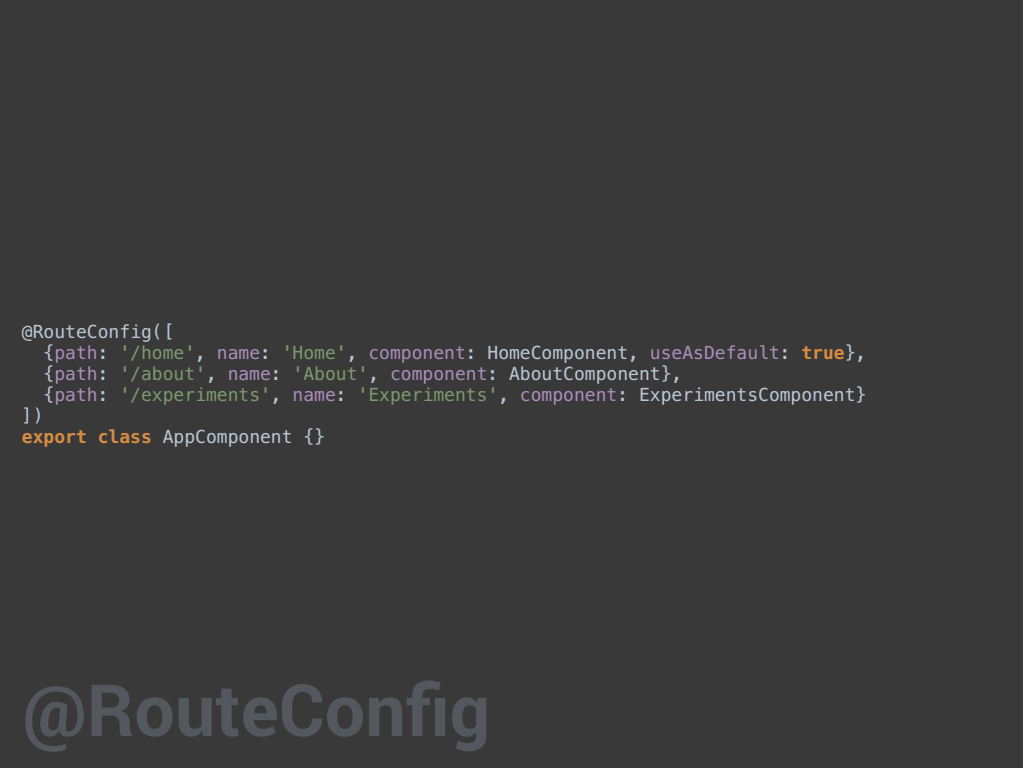 @RouteConfig([
  {path: '/home', name: 'Home', component: HomeComponent, useAsDefault: true},
  {path: '/about', name: 'About', component: AboutComponent},
  {path: '/experiments', name: 'Experiments', component: ExperimentsComponent}
])
export class AppComponent {}
@RouteConfig